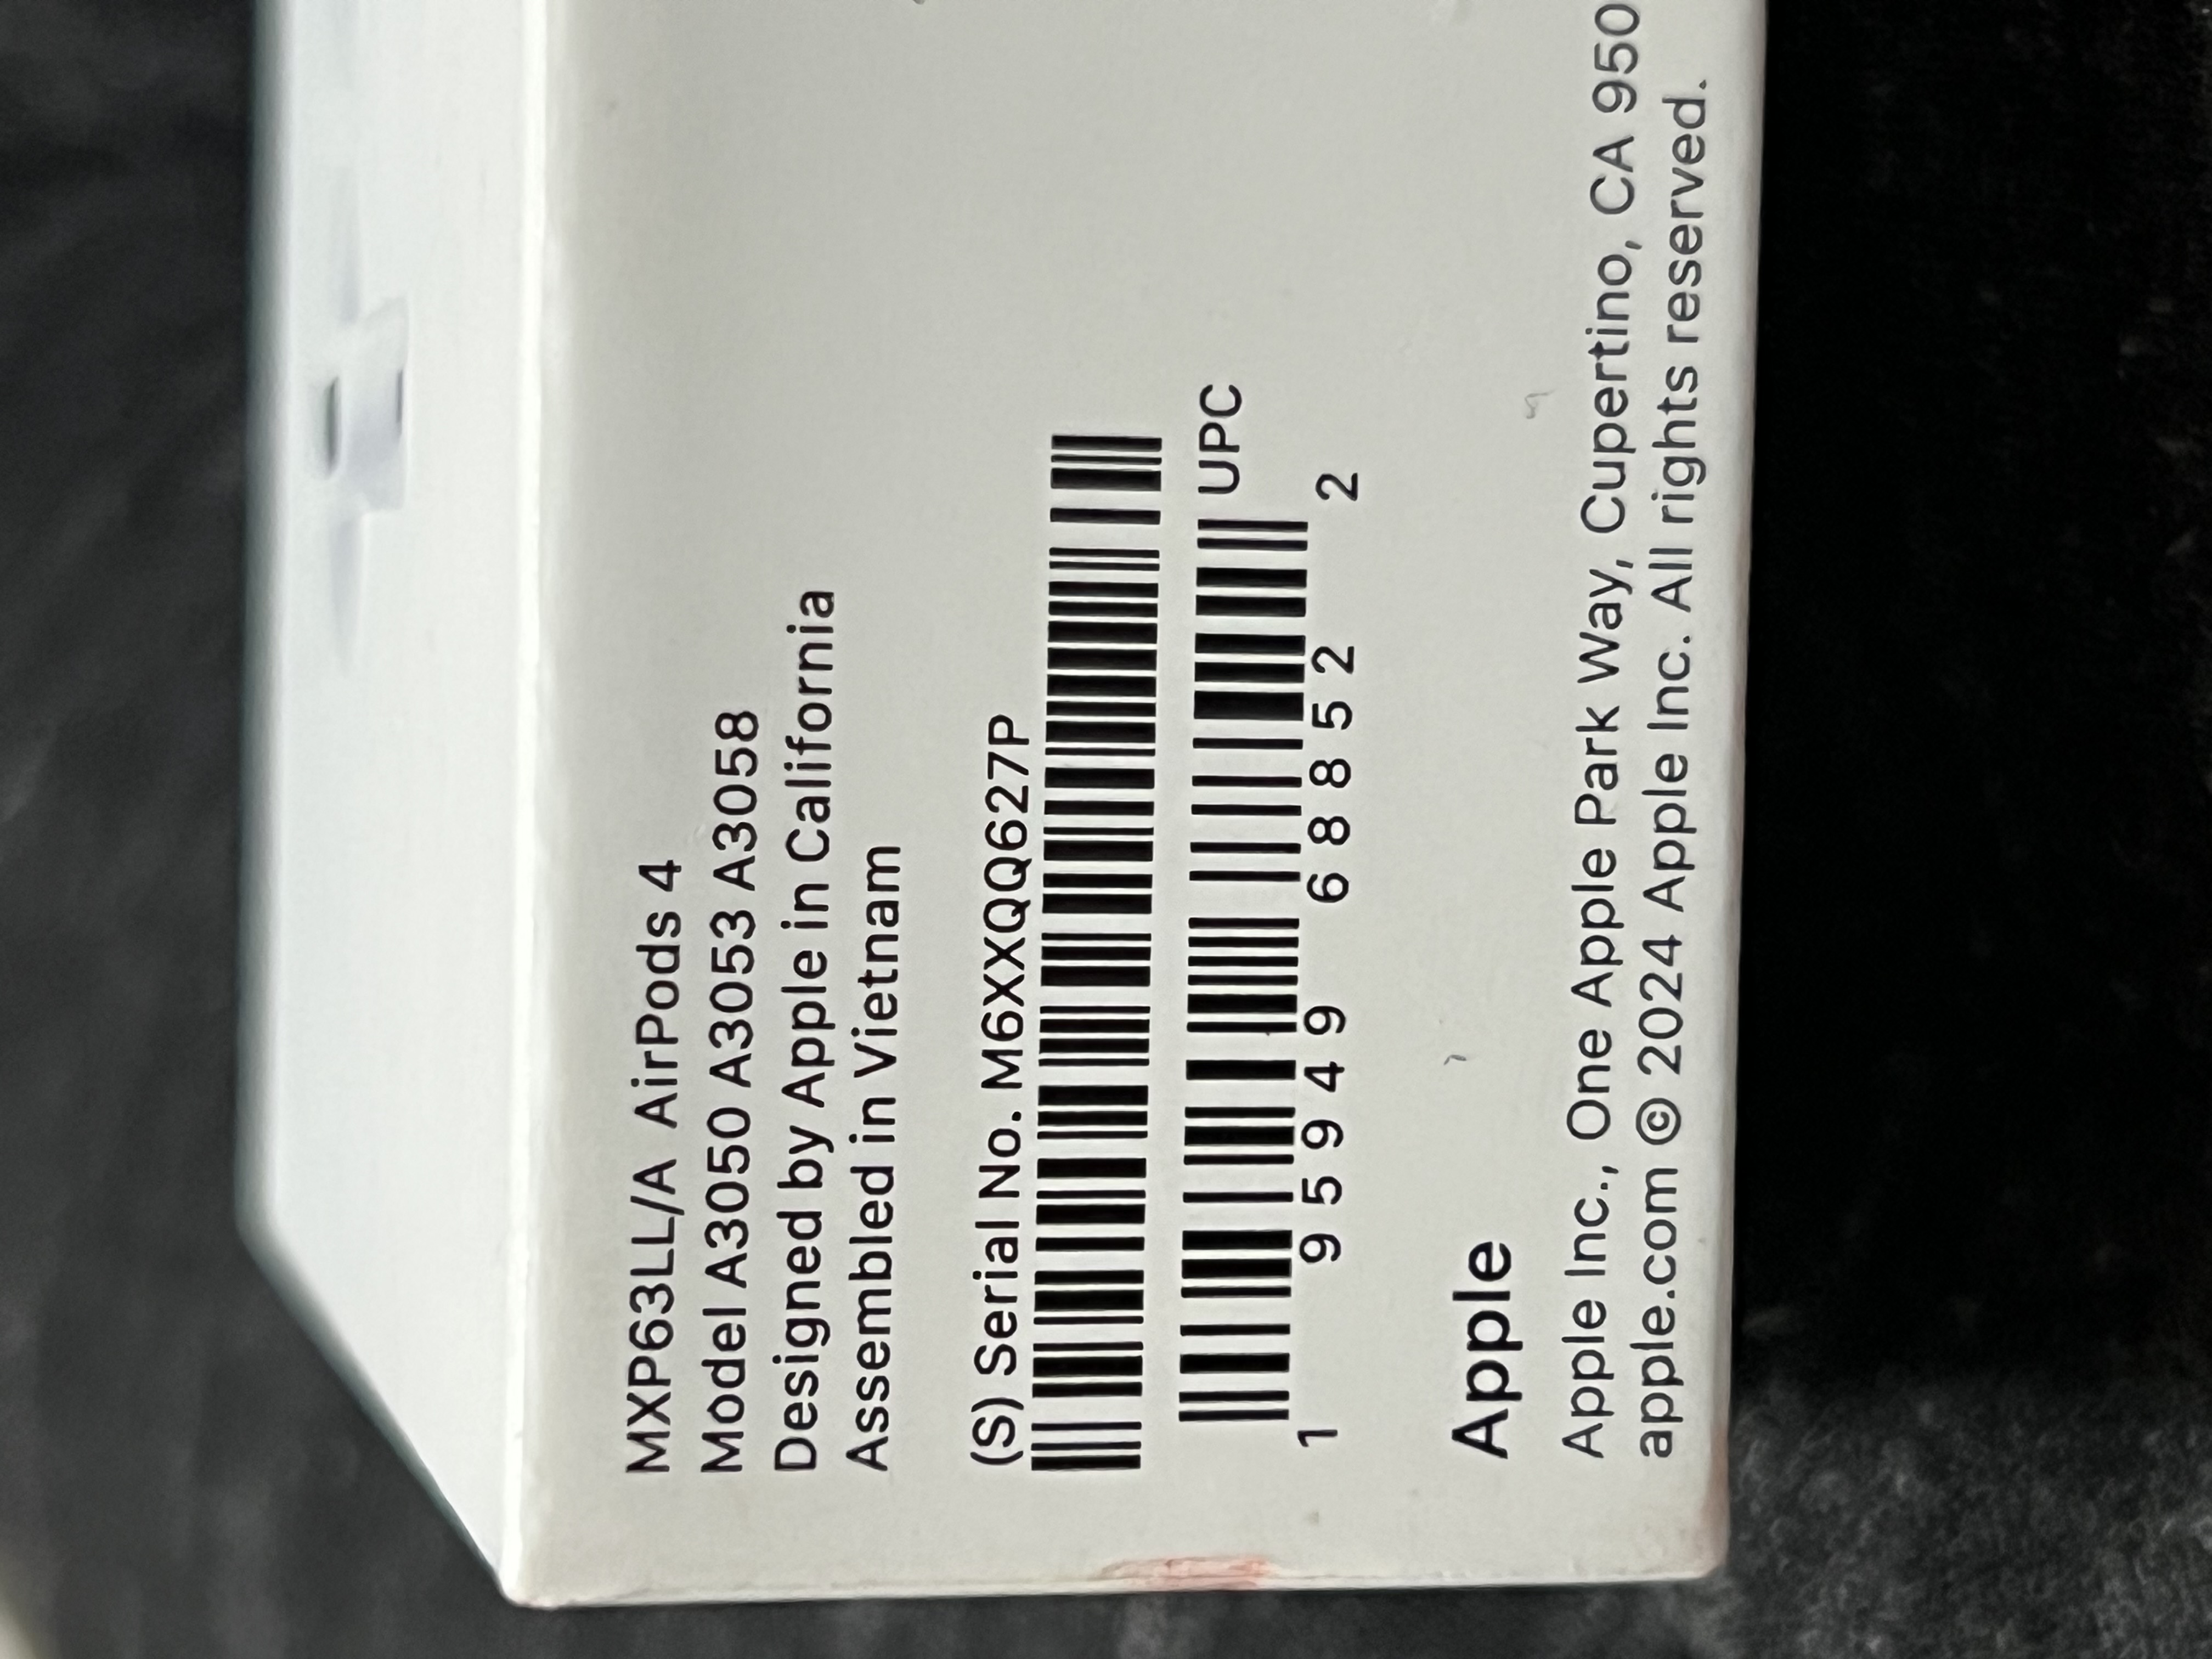 MXP63LL/A AirPods 4
Model A3050 A3053 A3058
Designed by Apple in California
Assembled in Vietnam
(S) Serial No. M6XXQQ627P
UPC
1 95949 68852 2
Apple
Apple Inc., One Apple Park Way, Cupertino, CA 950
apple.com © 2024 Apple Inc. All rights reserved.